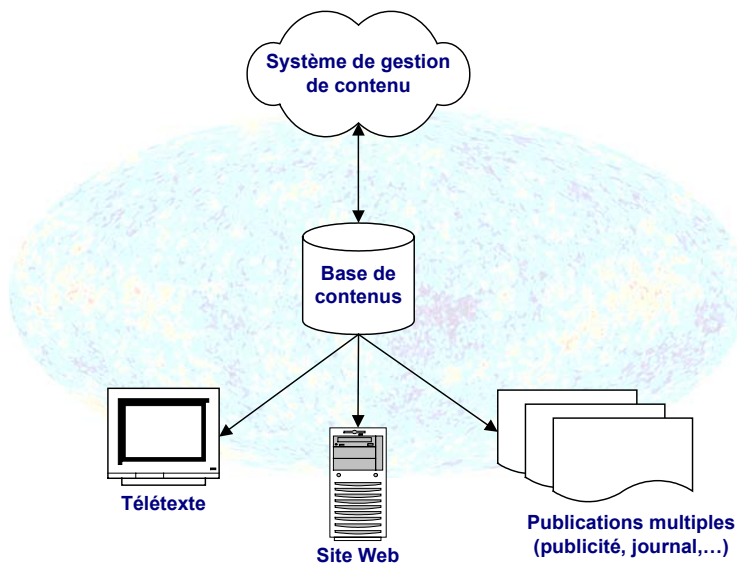 Système de gestion
de contenu
Base de
contenus
Télétexte
Site Web
Publications multiples
(publicité, journal,…)